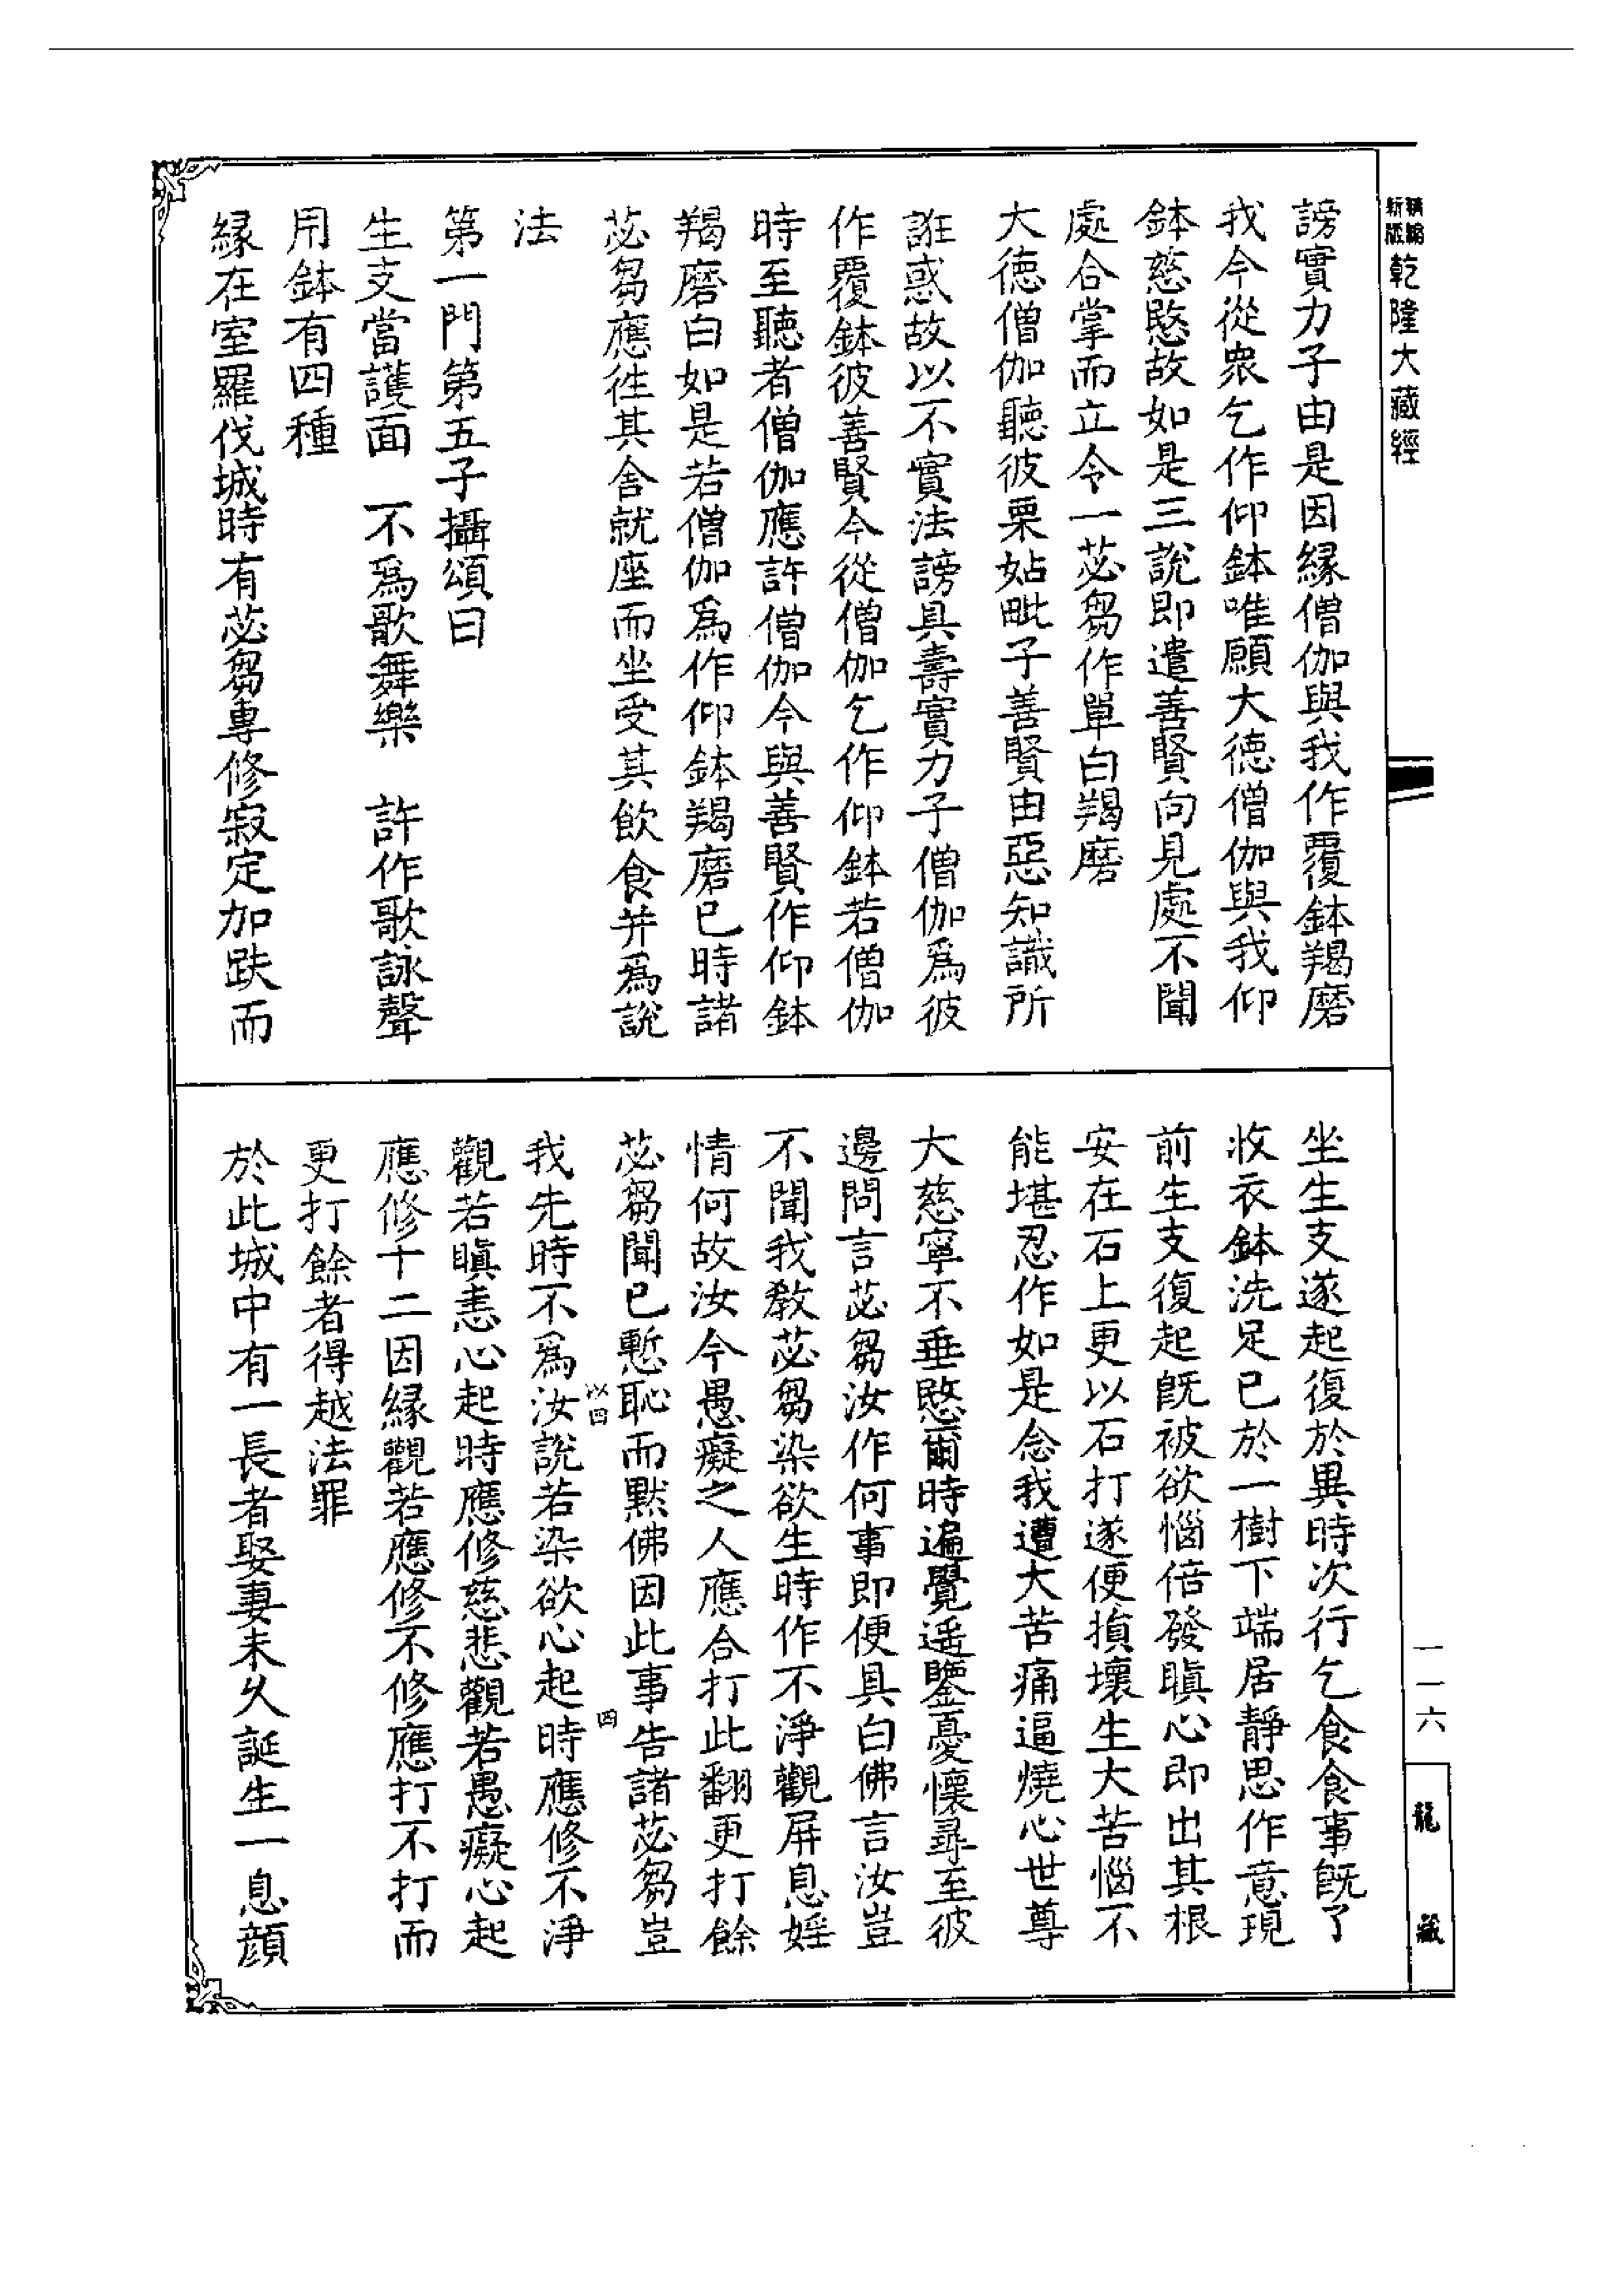 新編
新版
乾隆大藏經
謗實力子由是因緣僧伽與我作覆鉢羯磨
我今從衆乞作仰鉢唯願大德僧伽與我仰
鉢慈愍故如是三說即遣善賢向見處不聞
處合掌而立令一苾芻作單白羯磨
大德僧伽聽彼栗姑毗子善賢由惡知識所
誑惑故以不實法謗具壽實力子僧伽爲彼
作覆鉢彼善賢今從僧伽乞作仰鉢若僧伽
時至聽者僧伽應許僧伽今與善賢作仰鉢
羯磨白如是若僧伽爲作仰鉢羯磨已時諸
苾芻應往其舍就座而坐受其飲食并爲說
法
第一門第五子攝頌曰
生支當護面　不爲歌舞樂　許作歌詠聲
用鉢有四種
緣在室羅伐城時有苾芻專修寂定加趺而
坐生支遂起復於異時次行乞食食事旣了
收衣鉢洗足已於一樹下端居靜思作意現
前生支復起旣被欲惱倍發瞋心即出其根
安在石上更以石打遂便損壞生大苦惱不
能堪忍作如是念我遭大苦痛逼燒心世尊
大慈寧不垂愍爾時遍覺遥鑒憂懷尋至彼
邊問言苾芻汝作何事即便具白佛言汝豈
不聞我教苾芻染欲生時作不淨觀屏息婬
情何故汝今愚癡之人應合打此翻更打餘
苾芻聞已慙恥而默佛因此事告諸苾芻豈
以四
四
我先時不爲汝說若染欲心起時應修不淨
觀若瞋恚心起時應修慈悲觀若愚癡心起
應修十二因緣觀若應修不修應打不打而
更打餘者得越法罪
於此城中有一長者娶妻未久誕生一息顔
一一六
龍藏